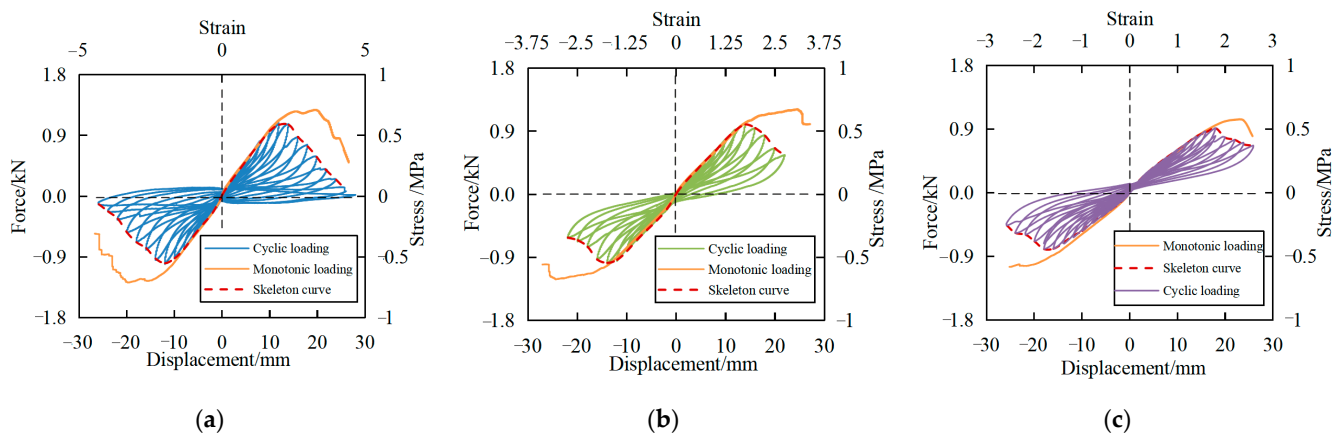 Strain
−5 0 5
1.8 1
0.9 0.5
0.0 0
−0.9 −0.5
−1.8 −1
Force/kN
Stress /MPa
Cyclic loading
Monotonic loading
Skeleton curve
−30 −20 −10 0 10 20 30
Displacement/mm
(a)
Strain
−3.75 −2.5 −1.25 0 1.25 2.5 3.75
1.8 1
0.9 0.5
0.0 0
−0.9 −0.5
−1.8 −1
Force/kN
Stress /MPa
Cyclic loading
Monotonic loading
Skeleton curve
−30 −20 −10 0 10 20 30
Displacement/mm
(b)
Strain
−3 −2 −1 0 1 2 3
1.8 1
0.9 0.5
0.0 0
−0.9 −0.5
−1.8 −1
Force/kN
Stress /MPa
Monotonic loading
Skeleton curve
Cyclic loading
−30 −20 −10 0 10 20 30
Displacement/mm
(c)